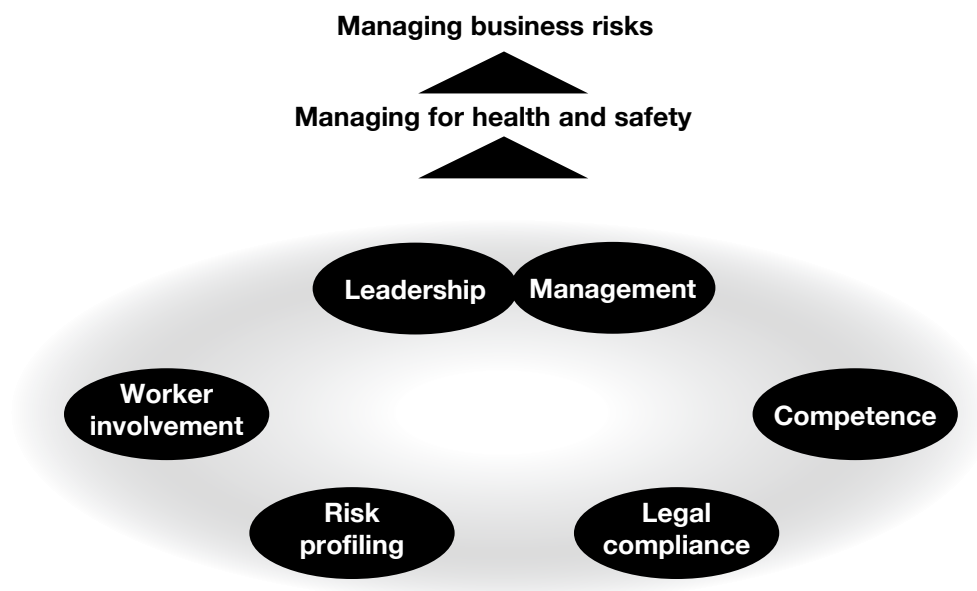 Managing business risks
Managing for health and safety
Leadership
Management
Worker
involvement
Competence
Risk
profiling
Legal
compliance